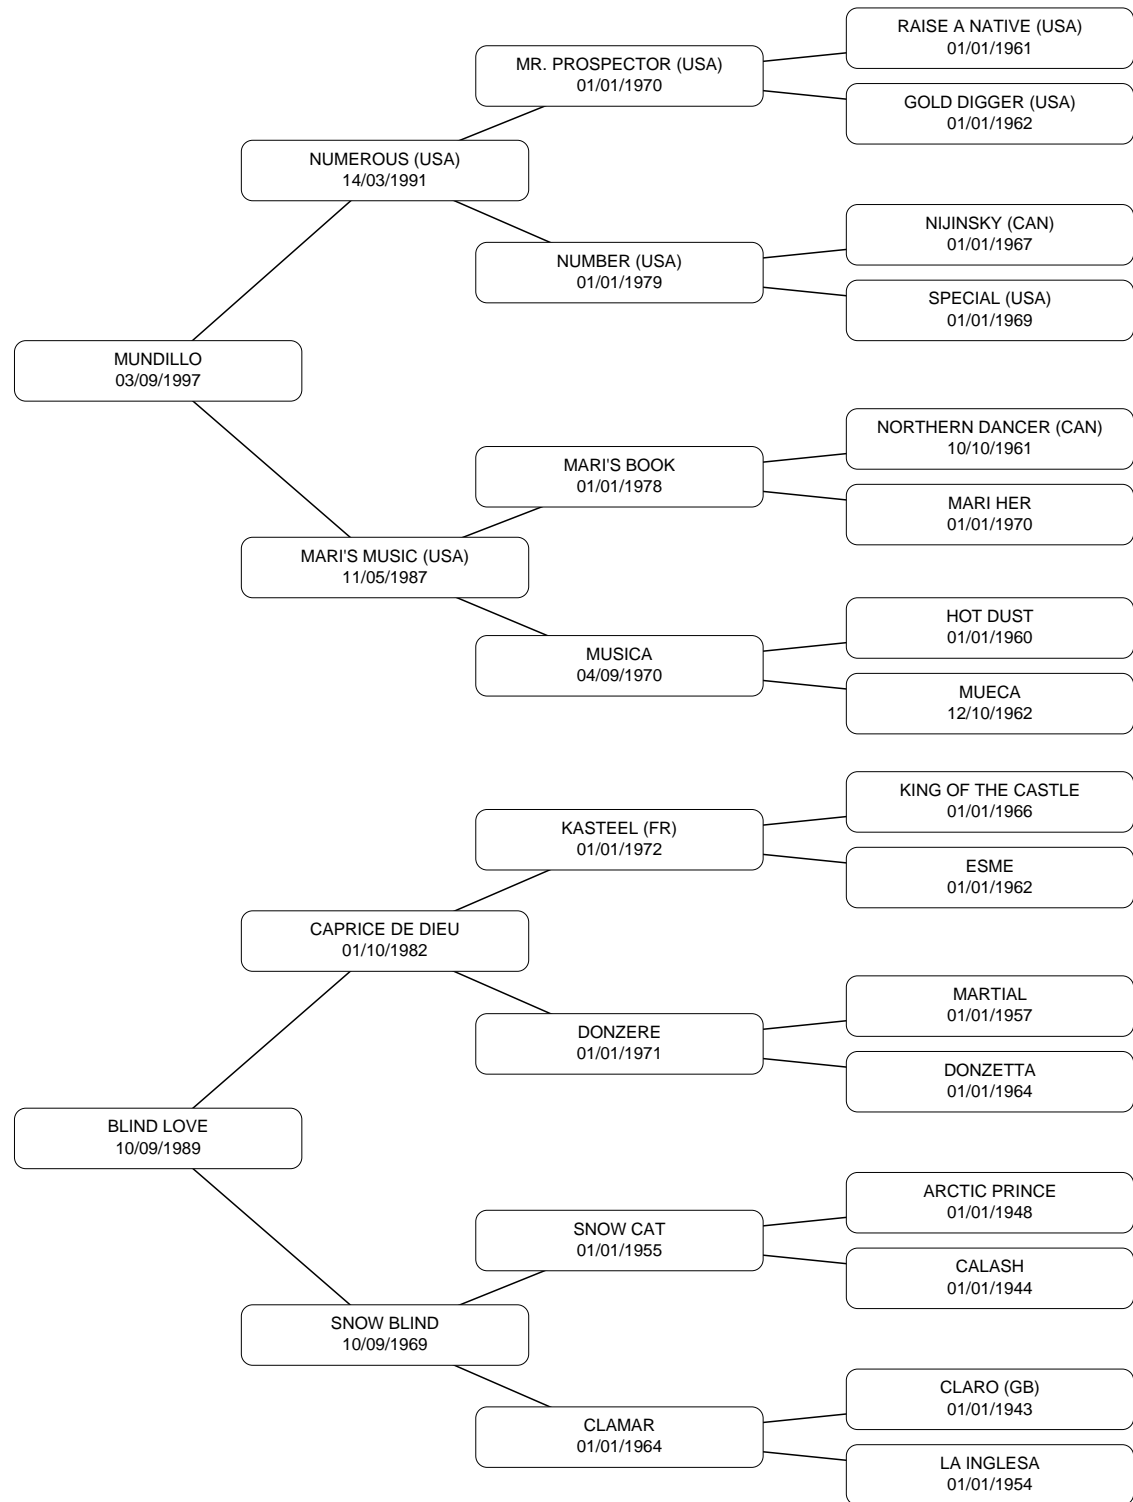 RAISE A NATIVE (USA)
01/01/1961
MR. PROSPECTOR (USA)
01/01/1970
GOLD DIGGER (USA)
01/01/1962
NUMEROUS (USA)
14/03/1991
NIJINSKY (CAN)
01/01/1967
NUMBER (USA)
01/01/1979
SPECIAL (USA)
01/01/1969
MUNDILLO
03/09/1997
NORTHERN DANCER (CAN)
10/10/1961
MARI'S BOOK
01/01/1978
MARI HER
01/01/1970
MARI'S MUSIC (USA)
11/05/1987
HOT DUST
01/01/1960
MUSICA
04/09/1970
MUECA
12/10/1962
KING OF THE CASTLE
01/01/1966
KASTEEL (FR)
01/01/1972
ESME
01/01/1962
CAPRICE DE DIEU
01/10/1982
MARTIAL
01/01/1957
DONZERE
01/01/1971
DONZETTA
01/01/1964
BLIND LOVE
10/09/1989
ARCTIC PRINCE
01/01/1948
SNOW CAT
01/01/1955
CALASH
01/01/1944
SNOW BLIND
10/09/1969
CLARO (GB)
01/01/1943
CLAMAR
01/01/1964
LA INGLESA
01/01/1954